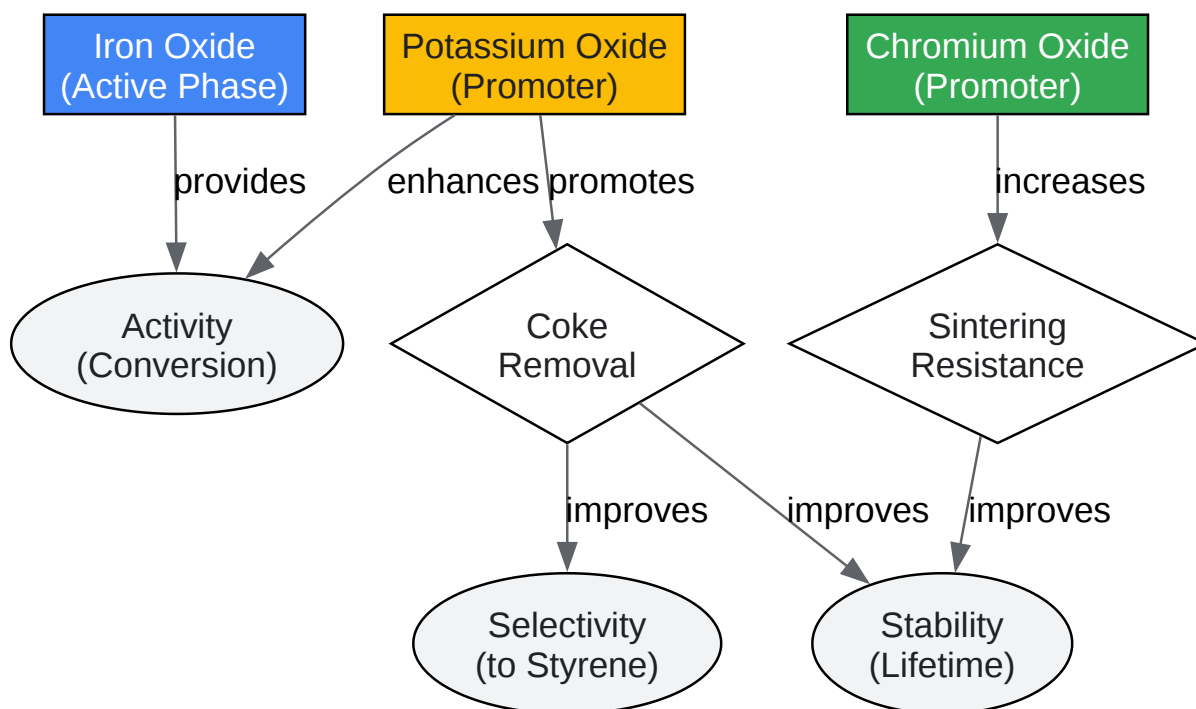 Iron Oxide
(Active Phase)
Potassium Oxide
(Promoter)
Chromium Oxide
(Promoter)
provides
enhances
promotes
increases
Activity
(Conversion)
Coke
Removal
Sintering
Resistance
improves
improves
improves
Selectivity
(to Styrene)
Stability
(Lifetime)